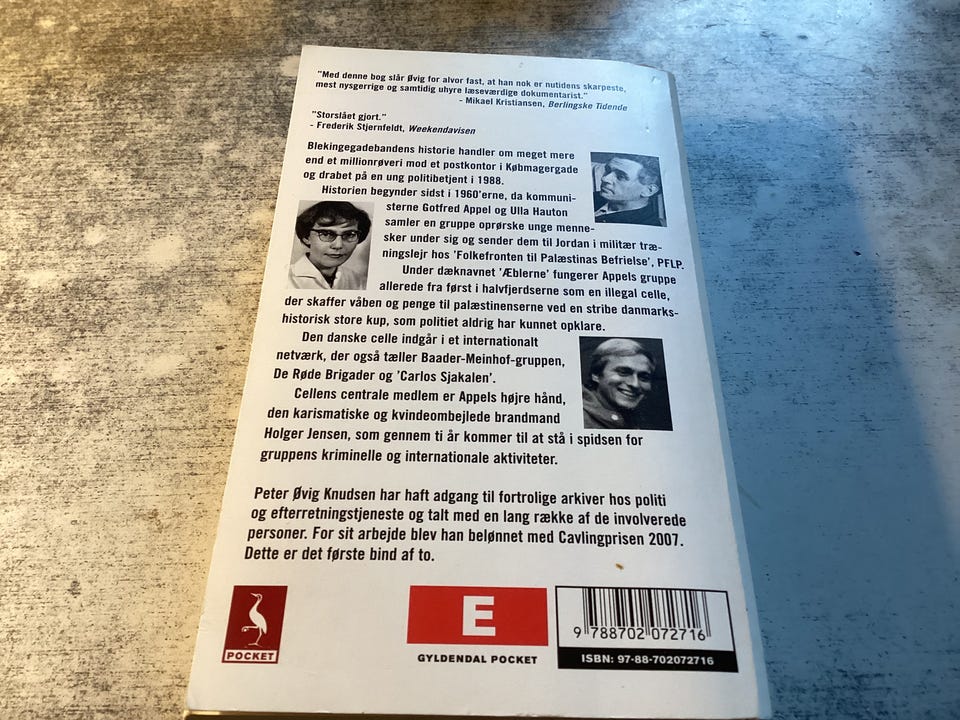 "Med denne bog slår Øvig for alvor fast, at han nok er nutidens skarpeste,
mest nysgerrige og samtidig uhyre læseværdige dokumentarist."
- Mikael Kristiansen, Berlingske Tidende
"Storslået gjort."
- Frederik Stjernfeldt, Weekendavisen
Blekingegadebandens historie handler om meget mere
end et millionrøveri mod et postkontor i Købmagergade
og drabet på en ung politibetjent i 1988.
Historien begynder sidst i 1960'erne, da kommuni-
sterne Gotfred Appel og Ulla Hauton
samler en gruppe oprørske unge menne-
sker under sig og sender dem til Jordan i militær træ-
ningslejr hos 'Folkefronten til Palæstinas Befrielse', PFLP.
Under dæknavnet 'Æblerne' fungerer Appels gruppe
allerede fra først i halvfjerdserne som en illegal celle,
der skaffer våben og penge til palæstinenserne ved en stribe danmarks-
historisk store kup, som politiet aldrig har kunnet opklare.
Den danske celle indgår i et internationalt
netværk, der også tæller Baader-Meinhof-gruppen,
De Røde Brigader og 'Carlos Sjakalen'.
Cellens centrale medlem er Appels højre hånd,
den karismatiske og kvindeombejlede brandmand
Holger Jensen, som gennem ti år kommer til at stå i spidsen for
gruppens kriminelle og internationale aktiviteter.
Peter Øvig Knudsen har haft adgang til fortrolige arkiver hos politi
og efterretningstjeneste og talt med en lang række af de involverede
personer. For sit arbejde blev han belønnet med Cavlingprisen 2007.
Dette er det første bind af to.
POCKET
E
GYLDENDAL POCKET
9 788702 072716
ISBN: 97-88-702072716